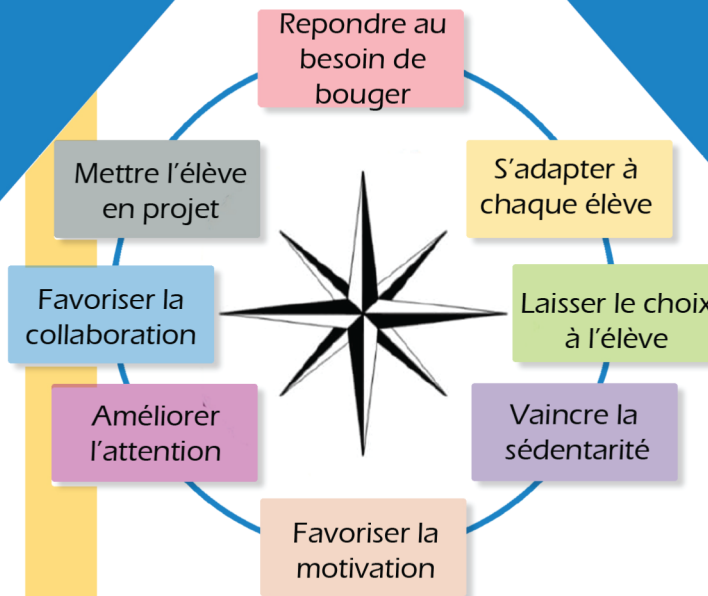 Repondre au
besoin de
bouger
Mettre l'élève
en projet
S'adapter à
chaque élève
Favoriser la
collaboration
Laisser le choix
à l'élève
Améliorer
l'attention
Vaincre la
sédentarité
Favoriser la
motivation